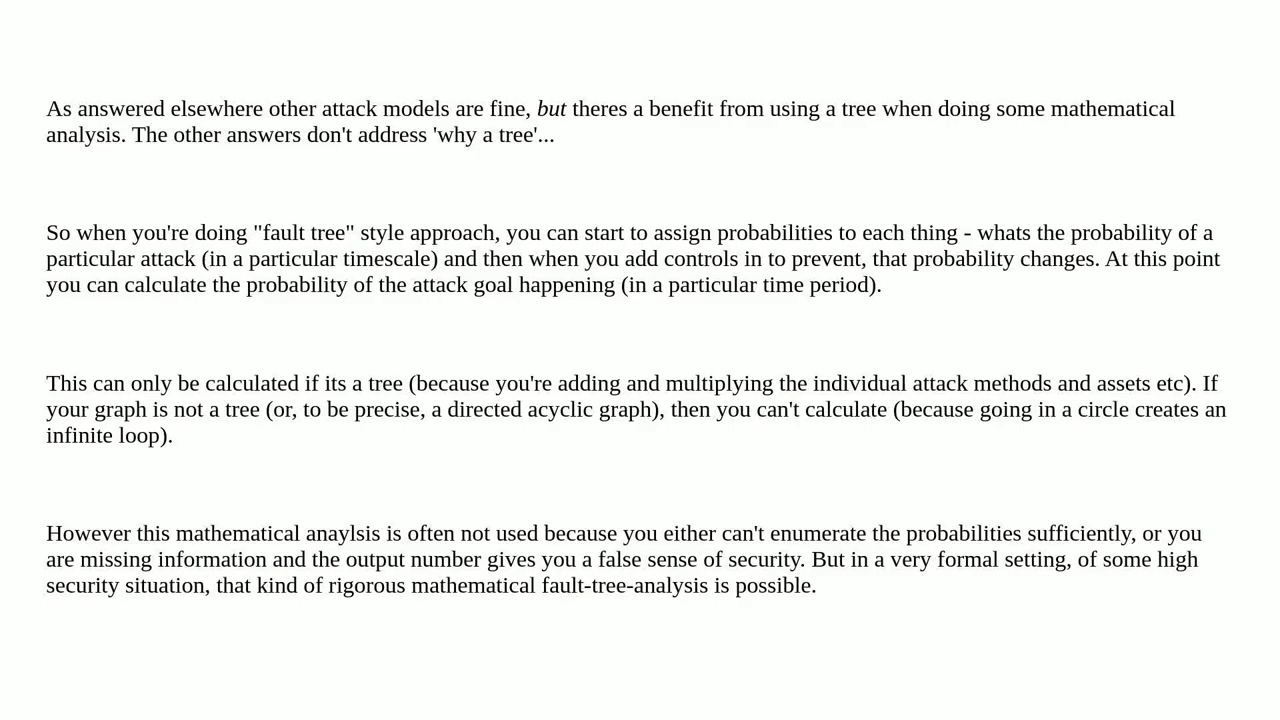 As answered elsewhere other attack models are fine, but theres a benefit from using a tree when doing some mathematical
analysis. The other answers don't address 'why a tree'...
So when you're doing "fault tree" style approach, you can start to assign probabilities to each thing - whats the probability of a
particular attack (in a particular timescale) and then when you add controls in to prevent, that probability changes. At this point
you can calculate the probability of the attack goal happening (in a particular time period).
This can only be calculated if its a tree (because you're adding and multiplying the individual attack methods and assets etc). If
your graph is not a tree (or, to be precise, a directed acyclic graph), then you can't calculate (because going in a circle creates an
infinite loop).
However this mathematical anaylsis is often not used because you either can't enumerate the probabilities sufficiently, or you
are missing information and the output number gives you a false sense of security. But in a very formal setting, of some high
security situation, that kind of rigorous mathematical fault-tree-analysis is possible.